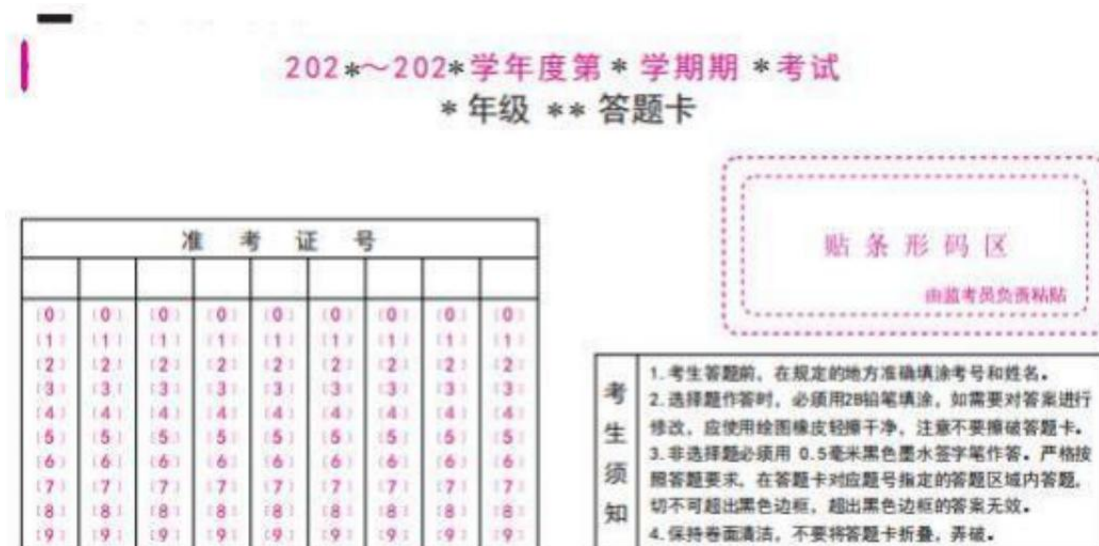 202*～202*学年度第*学期期*考试
*年级 ** 答题卡
贴条形码区
由监考员负责粘贴
准考证号
[0] [0] [0] [0] [0] [0] [0] [0] [0]
[1] [1] [1] [1] [1] [1] [1] [1] [1]
[2] [2] [2] [2] [2] [2] [2] [2] [2]
[3] [3] [3] [3] [3] [3] [3] [3] [3]
[4] [4] [4] [4] [4] [4] [4] [4] [4]
[5] [5] [5] [5] [5] [5] [5] [5] [5]
[6] [6] [6] [6] [6] [6] [6] [6] [6]
[7] [7] [7] [7] [7] [7] [7] [7] [7]
[8] [8] [8] [8] [8] [8] [8] [8] [8]
[9] [9] [9] [9] [9] [9] [9] [9] [9]
考生须知
1.考生答题前，在规定的地方准确填涂考号和姓名。
2.选择题作答时，必须用2B铅笔填涂，如需要对答案进行
修改，应使用绘图橡皮轻擦干净，注意不要擦破答题卡。
3.非选择题必须用 0.5毫米黑色墨水签字笔作答。严格按
照答题要求，在答题卡对应题号指定的答题区域内答题，
切不可超出黑色边框，超出黑色边框的答案无效。
4.保持卷面清洁，不要将答题卡折叠，弄破。